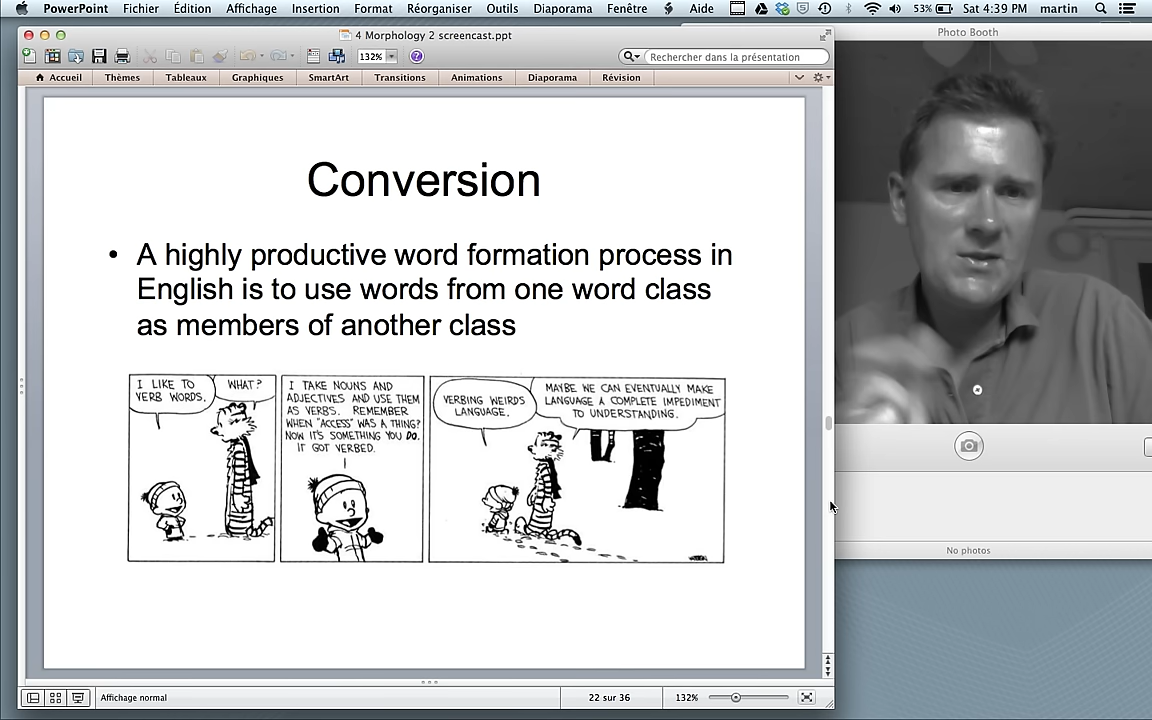 PowerPoint Fichier Édition Affichage Insertion Format Réorganiser Outils Diaporama Fenêtre Aide 53% Sat 4:39 PM martin
4 Morphology 2 screencast.ppt
Photo Booth
132%
Rechercher dans la présentation
Accueil Thèmes Tableaux Graphiques SmartArt Transitions Animations Diaporama Révision
Conversion
• A highly productive word formation process in
English is to use words from one word class
as members of another class
I LIKE TO
VERB WORDS.
WHAT?
I TAKE NOUNS AND
ADJECTIVES AND USE THEM
AS VERBS. REMEMBER
WHEN "ACCESS" WAS A THING?
NOW IT'S SOMETHING YOU DO.
IT GOT VERBED.
VERBING WEIRDS
LANGUAGE.
MAYBE WE CAN EVENTUALLY MAKE
LANGUAGE A COMPLETE IMPEDIMENT
TO UNDERSTANDING.
No photos
Affichage normal
22 sur 36
132%